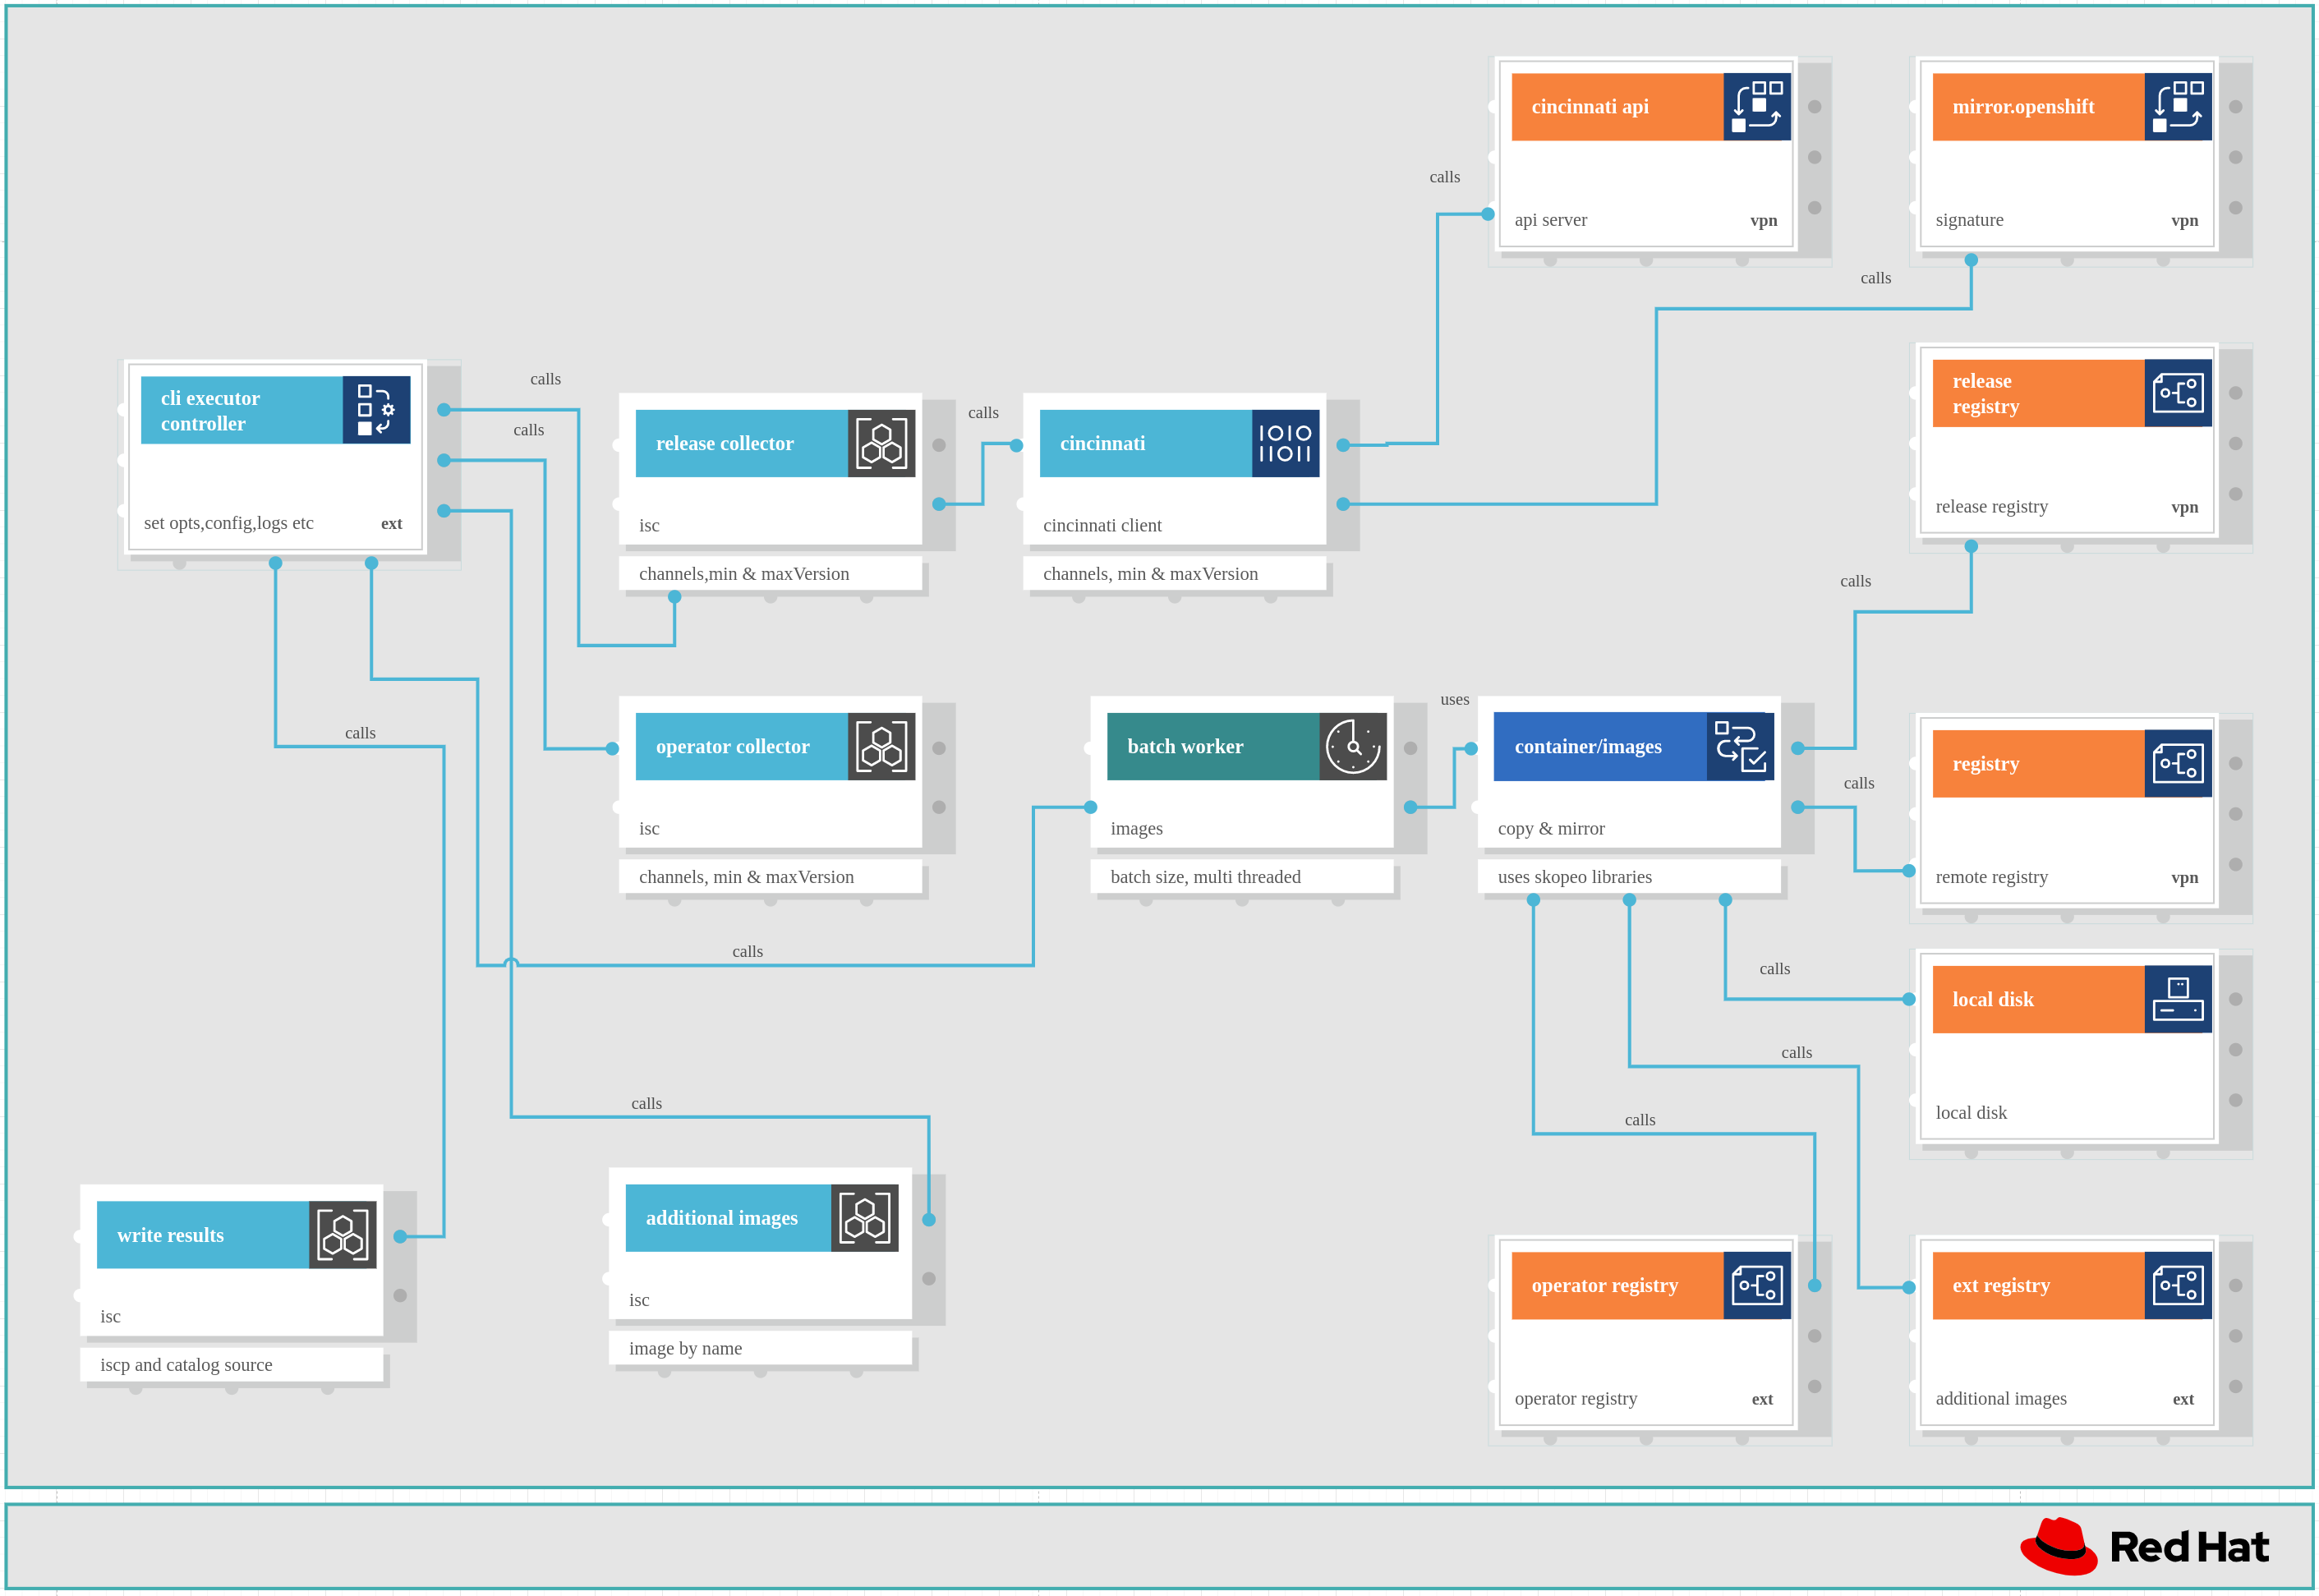 cincinnati api
api server
vpn
mirror.openshift
signature
vpn
calls
calls
cli executor
controller
set opts,config,logs etc
ext
calls
calls
release collector
isc
channels,min & maxVersion
calls
cincinnati
cincinnati client
channels, min & maxVersion
release
registry
release registry
vpn
calls
calls
operator collector
isc
channels, min & maxVersion
batch worker
images
batch size, multi threaded
uses
container/images
copy & mirror
uses skopeo libraries
calls
registry
remote registry
vpn
calls
calls
local disk
local disk
calls
calls
calls
write results
isc
iscp and catalog source
additional images
isc
image by name
operator registry
operator registry
ext
ext registry
additional images
ext
Red Hat